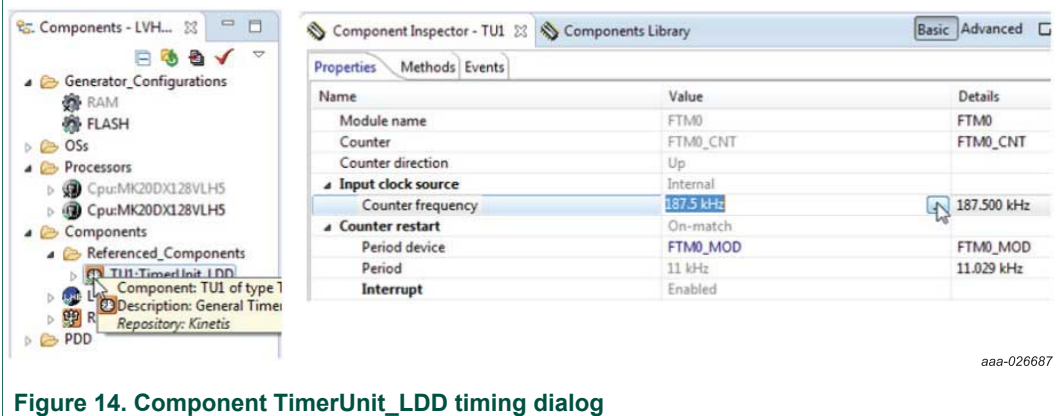 Components - LVH...
Generator_Configurations
RAM
FLASH
OSs
Processors
Cpu:MK20DX128VLH5
Cpu:MK20DX128VLH5
Components
Referenced_Components
TU1:TimerUnit_LDD
L
Component: TU1 of type T
Description: General Timer
R
Repository: Kinetis
PDD
Component Inspector - TU1
Components Library
Basic
Advanced
Properties
Methods
Events
Name Value Details
Module name FTM0 FTM0
Counter FTM0_CNT FTM0_CNT
Counter direction Up
Input clock source Internal
Counter frequency 187.5 kHz 187.500 kHz
Counter restart On-match
Period device FTM0_MOD FTM0_MOD
Period 11 kHz 11.029 kHz
Interrupt Enabled
aaa-026687
Figure 14. Component TimerUnit_LDD timing dialog